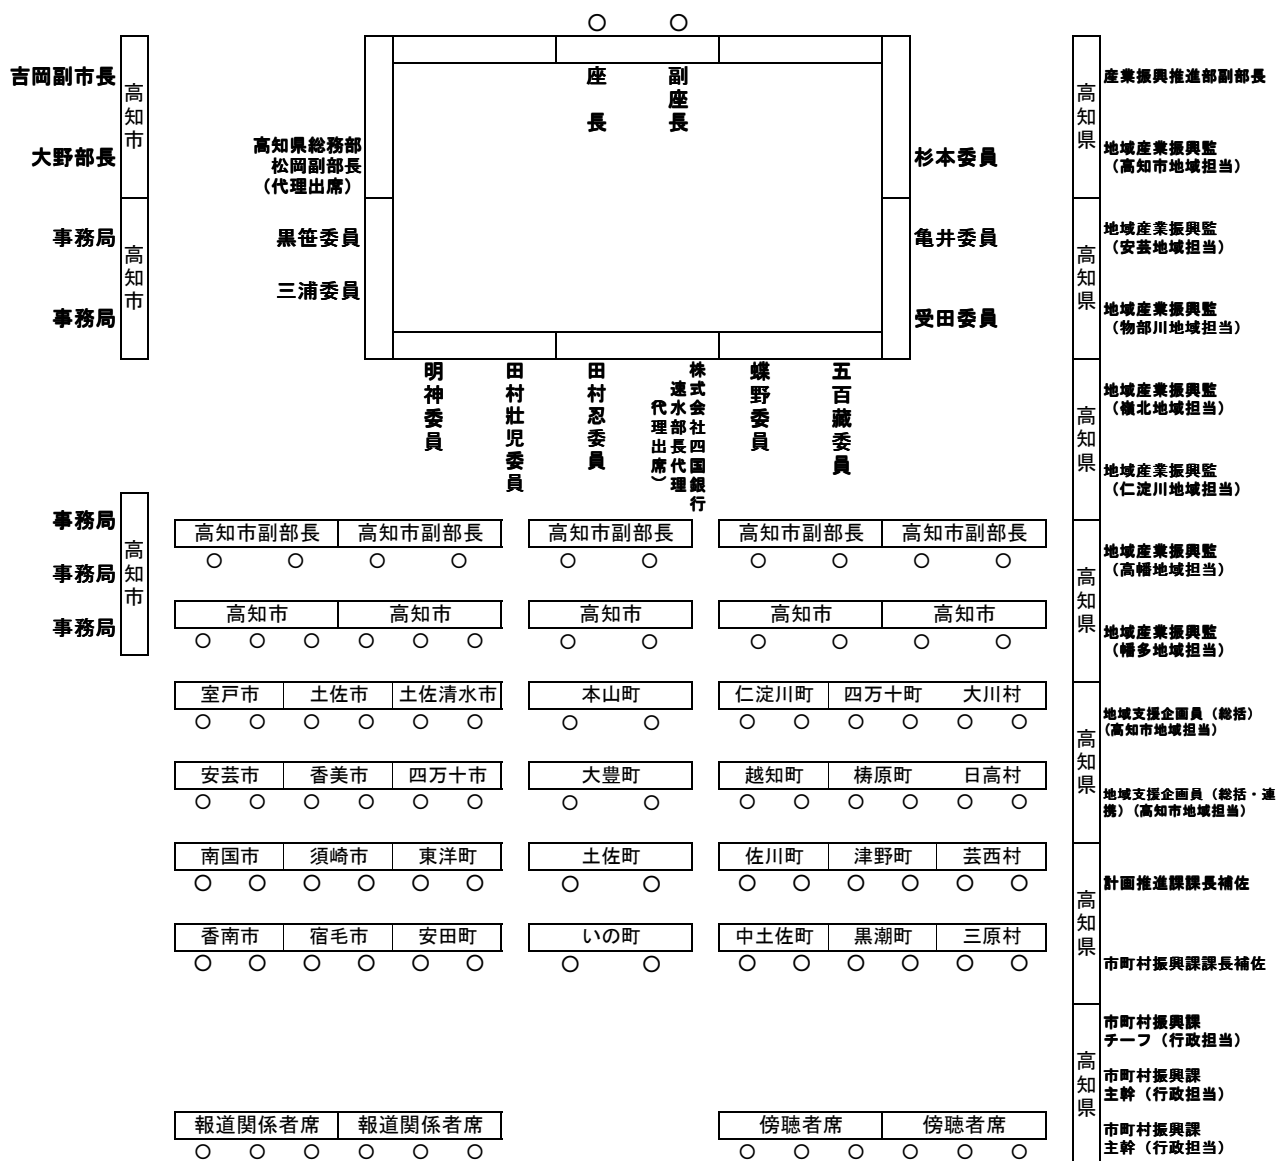 座長
副座長
吉岡副市長
大野部長
高知市
事務局
事務局
高知市
高知県総務部
松岡副部長
（代理出席）
黒笹委員
三浦委員
杉本委員
亀井委員
受田委員
明神委員
田村壯児委員
田村忍委員
株式会社四国銀行
速水部長代理
（代理出席）
蝶野委員
五百藏委員
事務局
事務局
事務局
高知市
高知市副部長
高知市副部長
高知市副部長
高知市副部長
高知市副部長
高知市
高知市
高知市
高知市
高知市
室戸市
土佐市
土佐清水市
本山町
仁淀川町
四万十町
大川村
安芸市
香美市
四万十市
大豊町
越知町
梼原町
日高村
南国市
須崎市
東洋町
土佐町
佐川町
津野町
芸西村
香南市
宿毛市
安田町
いの町
中土佐町
黒潮町
三原村
報道関係者席
報道関係者席
傍聴者席
傍聴者席
高知県
産業振興推進部副部長
地域産業振興監
（高知市地域担当）
高知県
地域産業振興監
（安芸地域担当）
地域産業振興監
（物部川地域担当）
高知県
地域産業振興監
（嶺北地域担当）
地域産業振興監
（仁淀川地域担当）
高知県
地域産業振興監
（高幡地域担当）
地域産業振興監
（幡多地域担当）
高知県
地域支援企画員（総括）
（高知市地域担当）
地域支援企画員（総括・連
携）（高知市地域担当）
高知県
計画推進課課長補佐
市町村振興課課長補佐
高知県
市町村振興課
チーフ（行政担当）
市町村振興課
主幹（行政担当）
市町村振興課
主幹（行政担当）